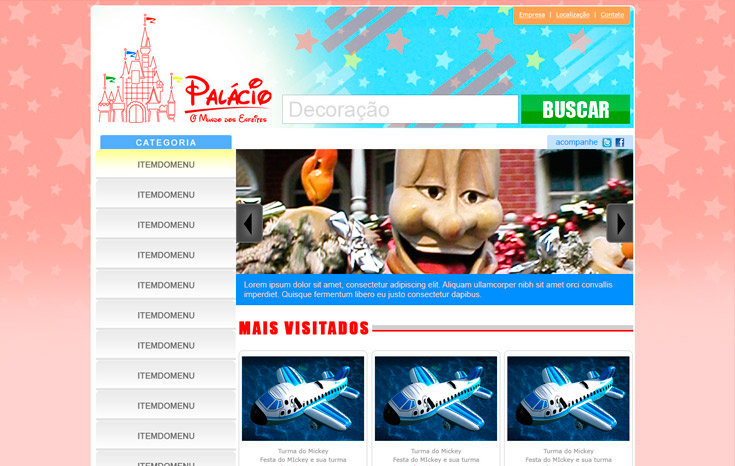 Empresa | Localização | Contato
PALÁCIO
O MUNDO DOS ENFEITES
Decoração
BUSCAR
CATEGORIA
acompanhe
ITEMDOMENU
ITEMDOMENU
ITEMDOMENU
ITEMDOMENU
ITEMDOMENU
ITEMDOMENU
ITEMDOMENU
ITEMDOMENU
ITEMDOMENU
ITEMDOMENU
ITEMDOMENU
Lorem ipsum dolor sit amet, consectetur adipiscing elit. Aliquam ullamcorper nibh sit amet orci convallis
imperdiet. Quisque fermentum libero eu justo consectetur dapibus.
MAIS VISITADOS
Turma do Mickey
Festa do MIckey e sua turma
Turma do Mickey
Festa do MIckey e sua turma
Turma do Mickey
Festa do MIckey e sua turma